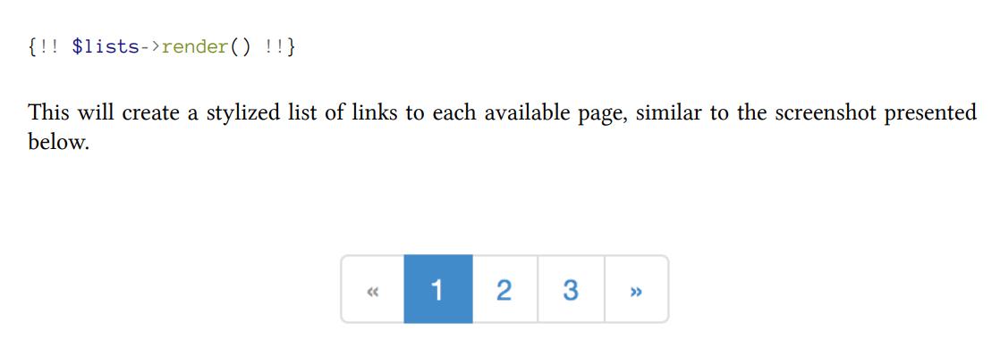 {!! $lists->render() !!}
This will create a stylized list of links to each available page, similar to the screenshot presented
below.
« 1 2 3 »